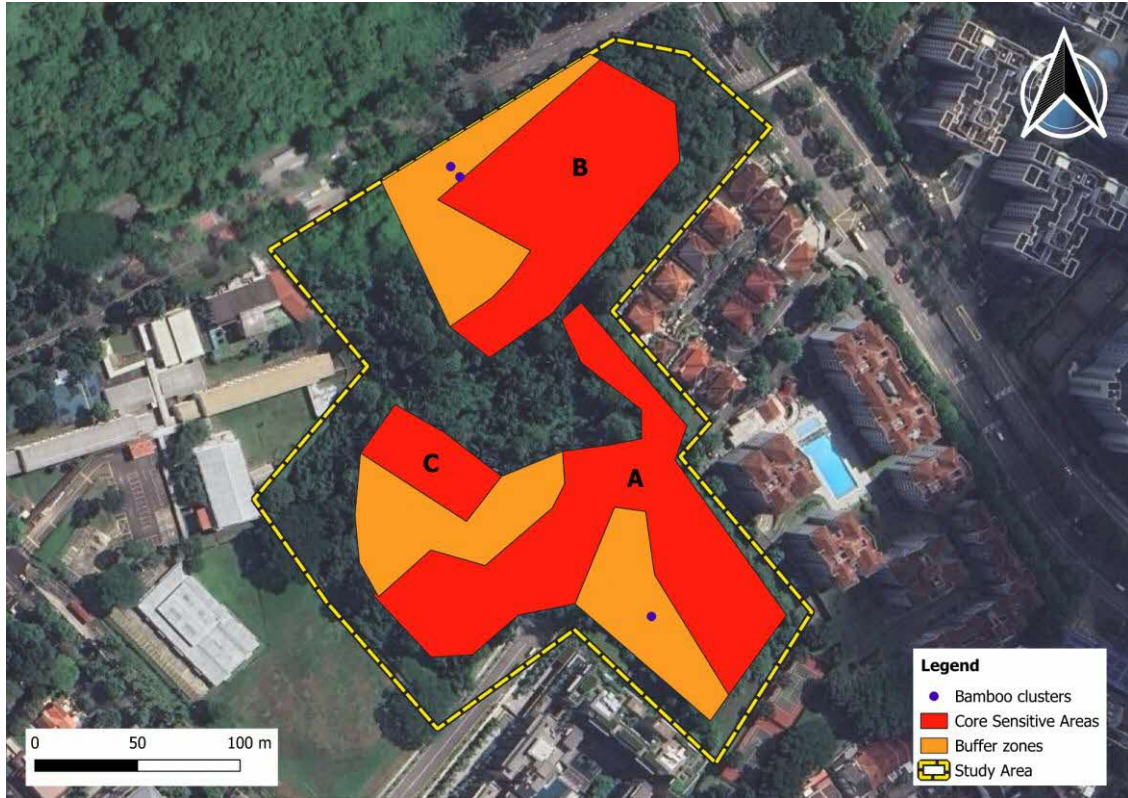 B
C
A
0 50 100 m
Legend
Bamboo clusters
Core Sensitive Areas
Buffer zones
Study Area